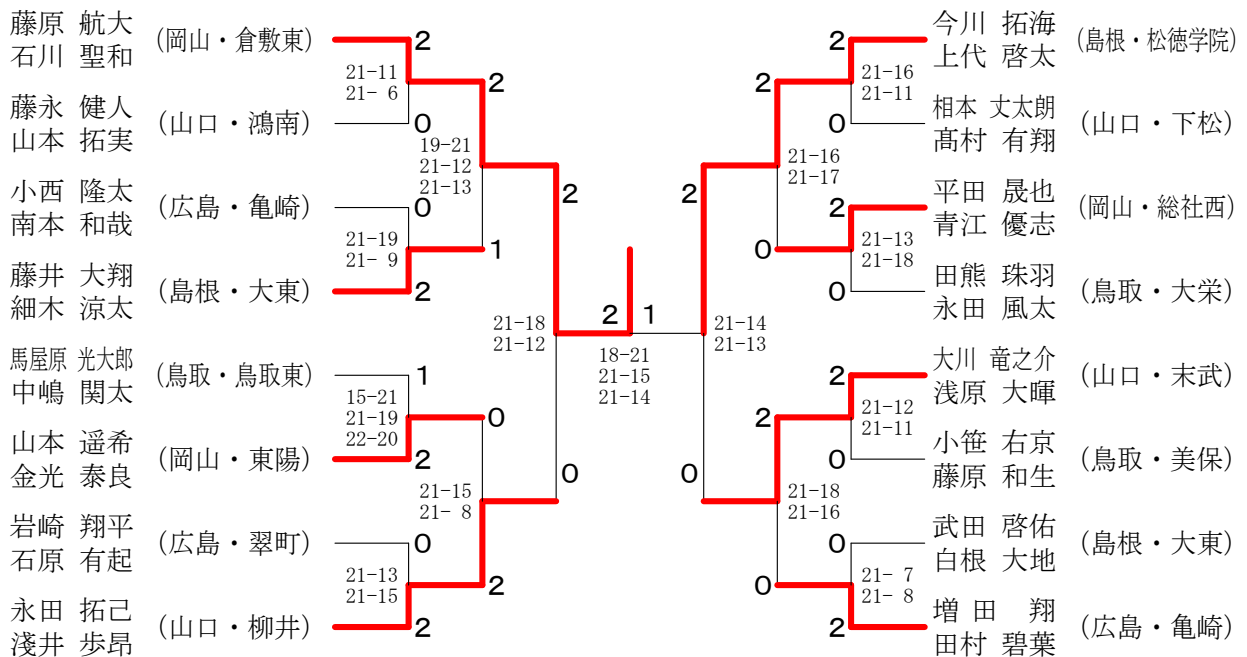 藤原 航大
石川 聖和
(岡山・倉敷東)
2
21-11
21- 6
2
藤永 健人
山本 拓実
(山口・鴻南)
0
19-21
21-12
21-13
2
小西 隆太
南本 和哉
(広島・亀崎)
0
21-19
21- 9
1
藤井 大翔
細木 涼太
(島根・大東)
2
21-18
21-12
馬屋原 光大郎
中嶋 関太
(鳥取・鳥取東)
1
15-21
21-19
22-20
0
山本 遥希
金光 泰良
(岡山・東陽)
2
21-15
21- 8
0
岩崎 翔平
石原 有起
(広島・翠町)
0
21-13
21-15
2
永田 拓己
淺井 歩昂
(山口・柳井)
2
2 1
18-21
21-15
21-14
今川 拓海
上代 啓太
(島根・松徳学院)
2
21-16
21-11
2
相本 丈太朗
髙村 有翔
(山口・下松)
0
21-16
21-17
2
平田 晟也
青江 優志
(岡山・総社西)
2
21-13
21-18
0
田熊 珠羽
永田 風太
(鳥取・大栄)
0
21-14
21-13
大川 竜之介
浅原 大暉
(山口・末武)
2
21-12
21-11
2
小笹 右京
藤原 和生
(鳥取・美保)
0
21-18
21-16
0
武田 啓佑
白根 大地
(島根・大東)
0
21- 7
21- 8
0
増田 翔
田村 碧葉
(広島・亀崎)
2